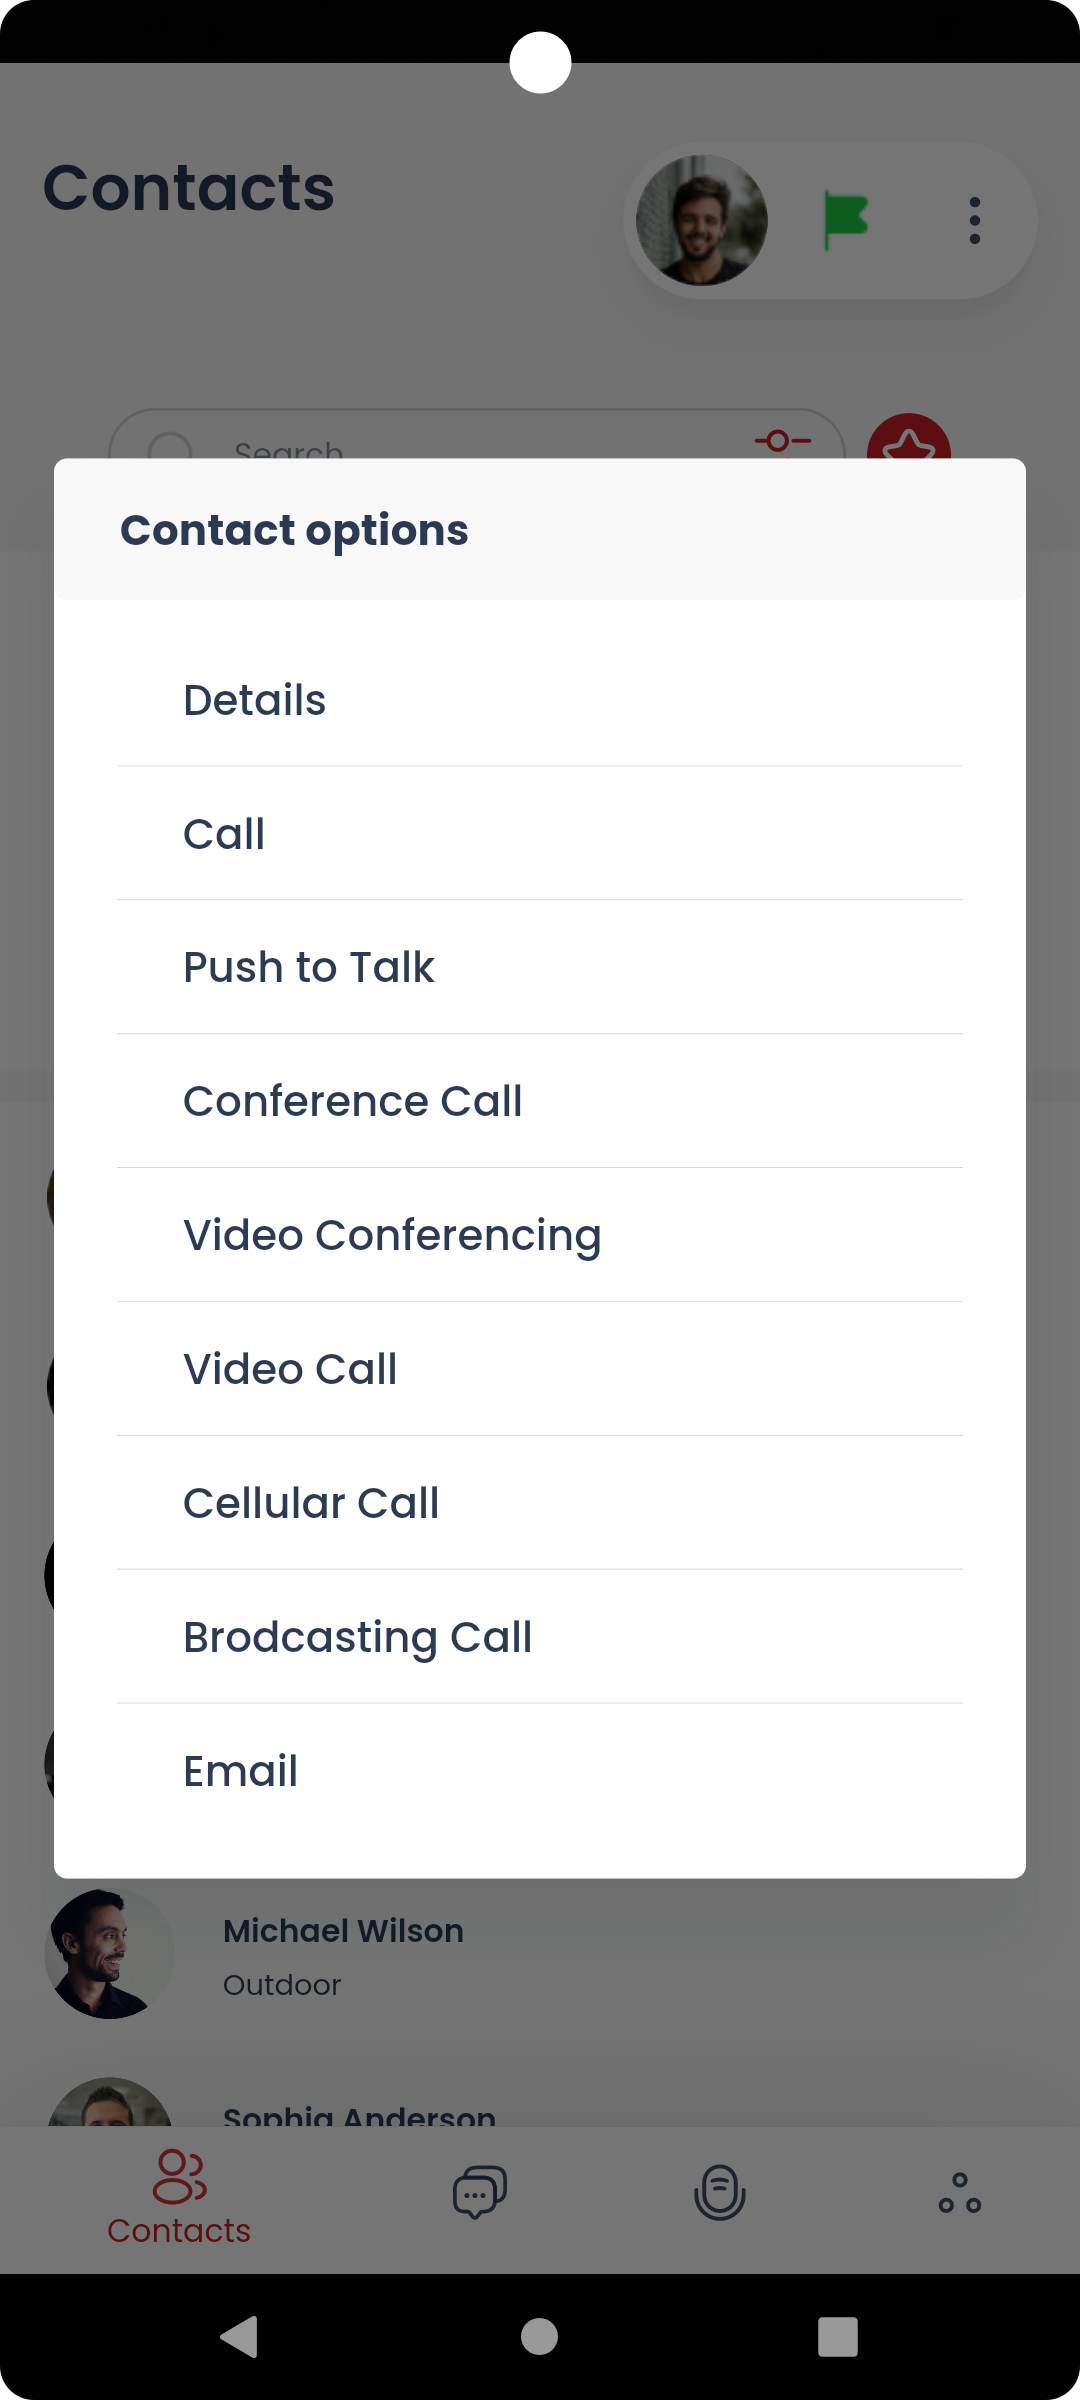 Contacts
Search
Contact options
Details
Call
Push to Talk
Conference Call
Video Conferencing
Video Call
Cellular Call
Brodcasting Call
Email
Michael Wilson
Outdoor
Sophia Anderson
Contacts